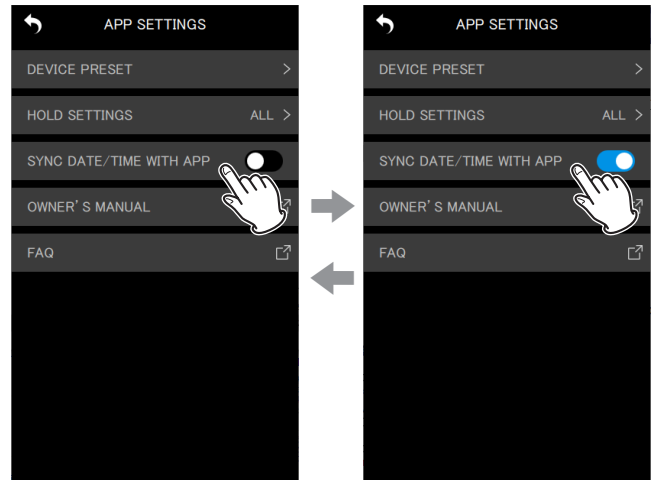 APP SETTINGS
DEVICE PRESET
HOLD SETTINGS ALL
SYNC DATE/TIME WITH APP
OWNER'S MANUAL
FAQ
APP SETTINGS
DEVICE PRESET
HOLD SETTINGS ALL
SYNC DATE/TIME WITH APP
OWNER'S MANUAL
FAQ